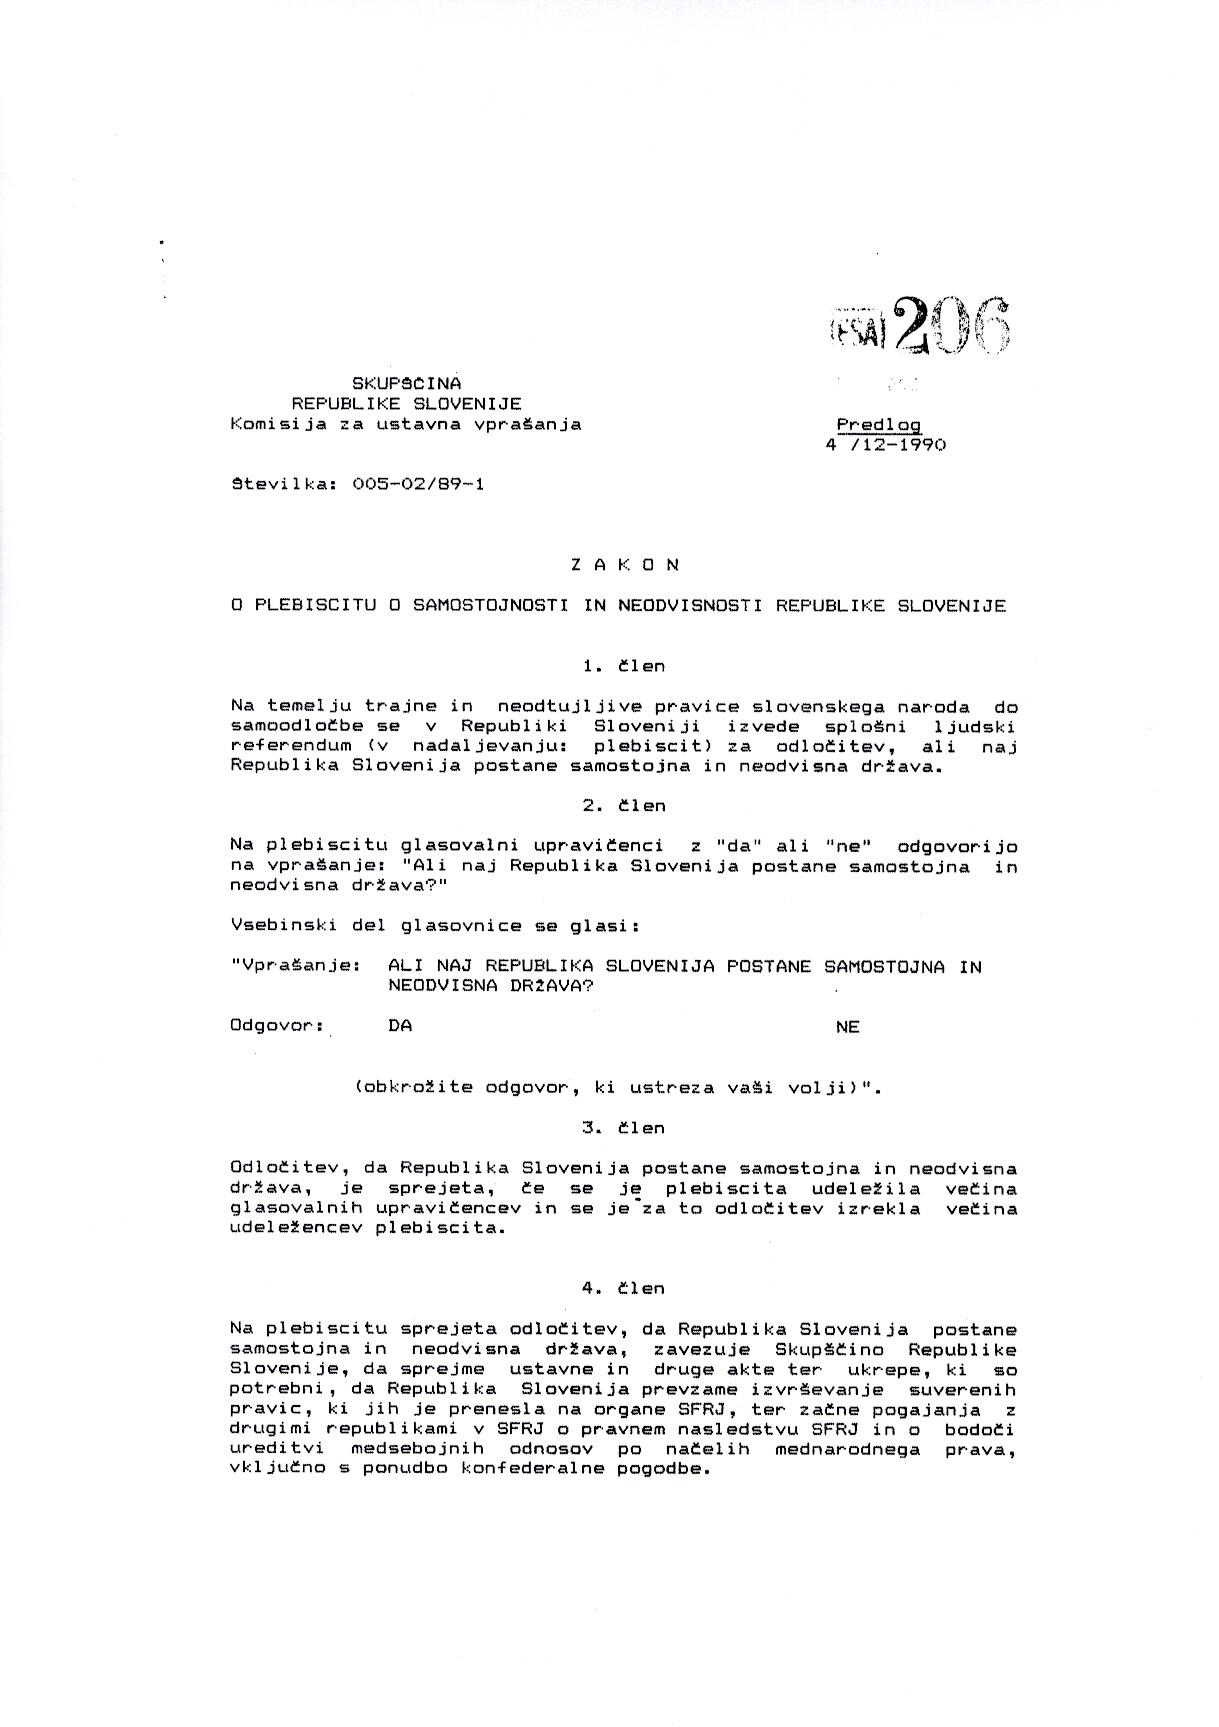 (ESA) 206
SKUPŠČINA
REPUBLIKE SLOVENIJE
Komisija za ustavna vprašanja
Predlog
4 /12-1990
Številka: 005-02/89-1
Z A K O N
O PLEBISCITU O SAMOSTOJNOSTI IN NEODVISNOSTI REPUBLIKE SLOVENIJE
1. člen
Na temelju trajne in neodtujljive pravice slovenskega naroda do
samoodločbe se v Republiki Sloveniji izvede splošni ljudski
referendum (v nadaljevanju: plebiscit) za odločitev, ali naj
Republika Slovenija postane samostojna in neodvisna država.
2. člen
Na plebiscitu glasovalni upravičenci z "da" ali "ne" odgovorijo
na vprašanje: "Ali naj Republika Slovenija postane samostojna in
neodvisna država?"
Vsebinski del glasovnice se glasi:
"Vprašanje: ALI NAJ REPUBLIKA SLOVENIJA POSTANE SAMOSTOJNA IN
NEODVISNA DRŽAVA?
Odgovor: DA NE
(obkrožite odgovor, ki ustreza vaši volji)".
3. člen
Odločitev, da Republika Slovenija postane samostojna in neodvisna
država, je sprejeta, če se je plebiscita udeležila večina
glasovalnih upravičencev in se je za to odločitev izrekla večina
udeležencev plebiscita.
4. člen
Na plebiscitu sprejeta odločitev, da Republika Slovenija postane
samostojna in neodvisna država, zavezuje Skupščino Republike
Slovenije, da sprejme ustavne in druge akte ter ukrepe, ki so
potrebni, da Republika Slovenija prevzame izvrševanje suverenih
pravic, ki jih je prenesla na organe SFRJ, ter začne pogajanja z
drugimi republikami v SFRJ o pravnem nasledstvu SFRJ in o bodoči
ureditvi medsebojnih odnosov po načelih mednarodnega prava,
vključno s ponudbo konfederalne pogodbe.